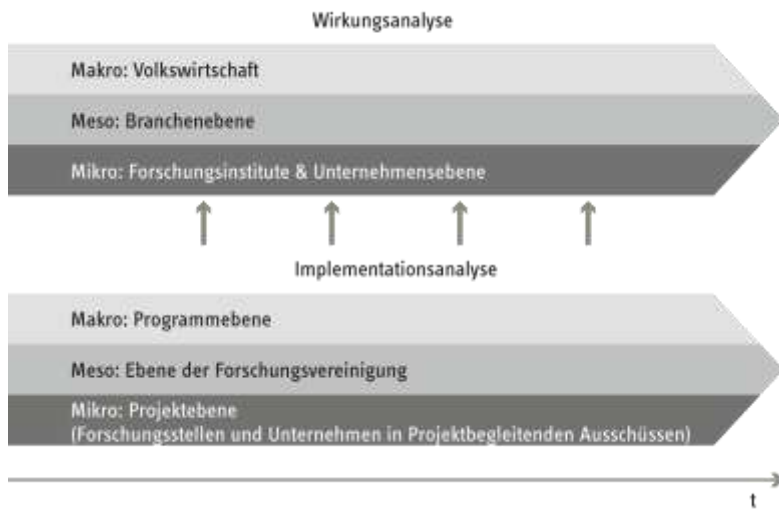 Wirkungsanalyse
Makro: Volkswirtschaft
Meso: Branchenebene
Mikro: Forschungsinstitute & Unternehmensebene
Implementationsanalyse
Makro: Programmebene
Meso: Ebene der Forschungsvereinigung
Mikro: Projektebene
(Forschungsstellen und Unternehmen in Projektbegleitenden Ausschüssen)
t